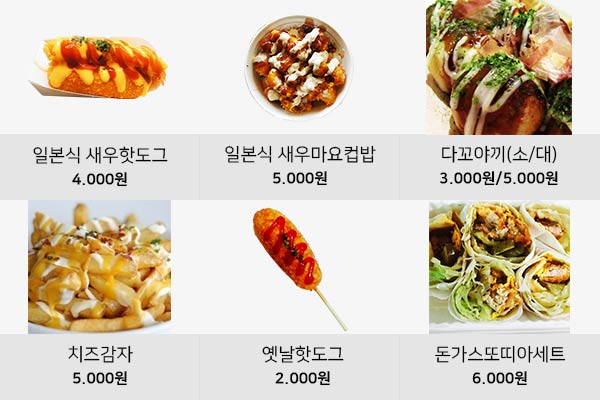 일본식 새우핫도그
4.000원
일본식 새우마요컵밥
5.000원
다꼬야끼(소/대)
3.000원/5.000원
치즈감자
5.000원
옛날핫도그
2.000원
돈가스또띠아세트
6.000원